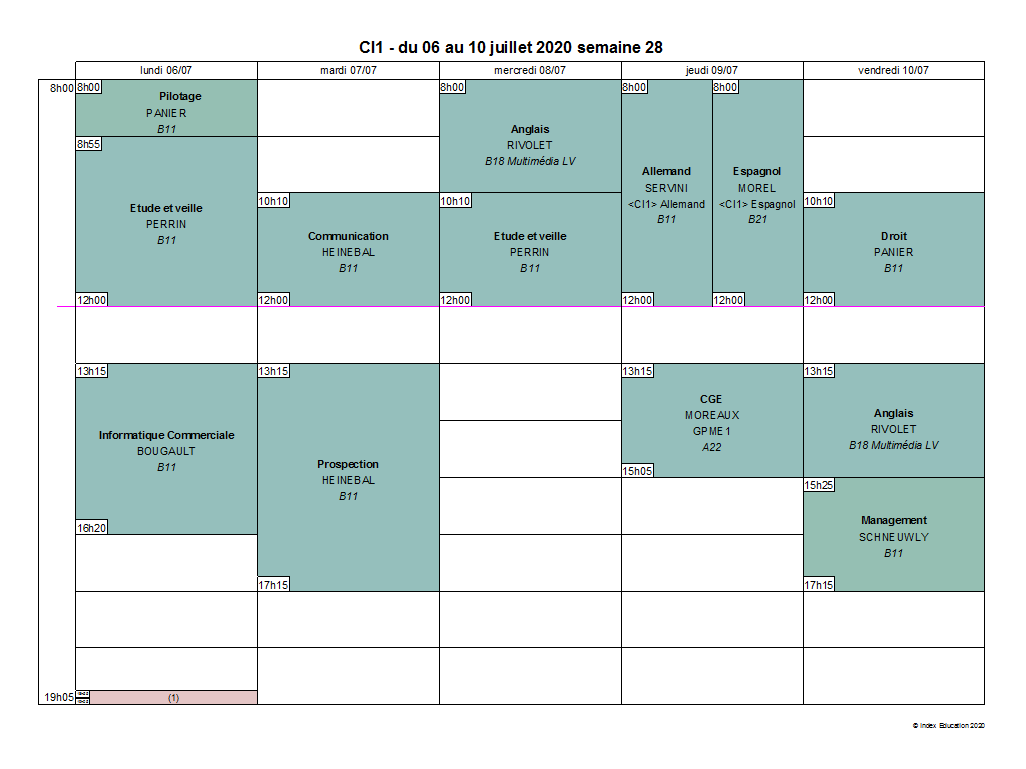 CI1 - du 06 au 10 juillet 2020 semaine 28
lundi 06/07
mardi 07/07
mercredi 08/07
jeudi 09/07
vendredi 10/07
8h00
8h00
Pilotage
PANIER
B11
8h55
Etude et veille
PERRIN
B11
12h00
13h15
Informatique Commerciale
BOUGAULT
B11
16h20
19h05
(1)
10h10
Communication
HEINEBAL
B11
12h00
13h15
Prospection
HEINEBAL
B11
17h15
8h00
Anglais
RIVOLET
B18 Multimédia LV
10h10
Etude et veille
PERRIN
B11
12h00
8h00
Allemand
SERVINI
<CI1> Allemand
B11
12h00
8h00
Espagnol
MOREL
<CI1> Espagnol
B21
12h00
13h15
CGE
MOREAUX
GPME1
A22
15h05
10h10
Droit
PANIER
B11
12h00
13h15
Anglais
RIVOLET
B18 Multimédia LV
15h25
Management
SCHNEUWLY
B11
17h15
© Index Education 2020